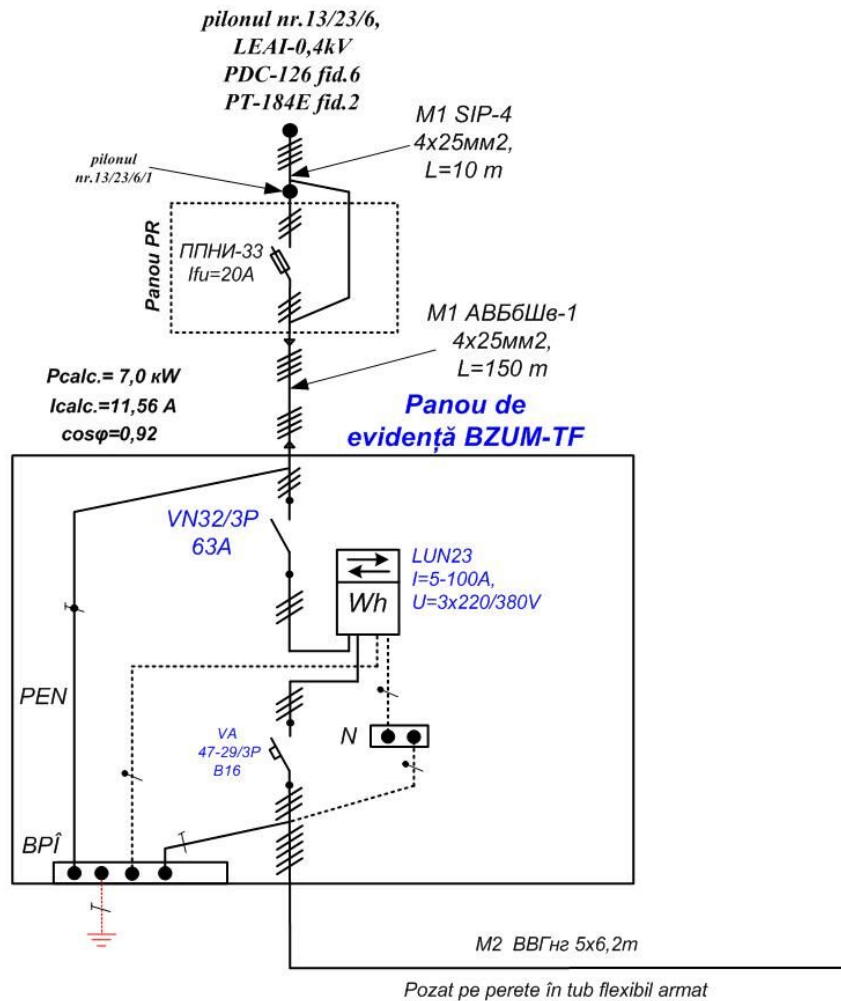 pilonul nr.13/23/6,
LEAI-0,4kV
PDC-126 fid.6
PT-184E fid.2
M1 SIP-4
4x25мм2,
L=10 m
pilonul
nr.13/23/6/1
Panou PR
ППНИ-33
Ifu=20A
M1 АВБбШв-1
4x25мм2,
L=150 m
Pcalc.= 7,0 кW
Icalc.=11,56 A
cosφ=0,92
Panou de
evidență BZUM-TF
VN32/3P
63A
LUN23
I=5-100A,
U=3x220/380V
Wh
PEN
VA
47-29/3P
B16
N
BPÎ
M2 ВВГнг 5x6,2m
Pozat pe perete în tub flexibil armat